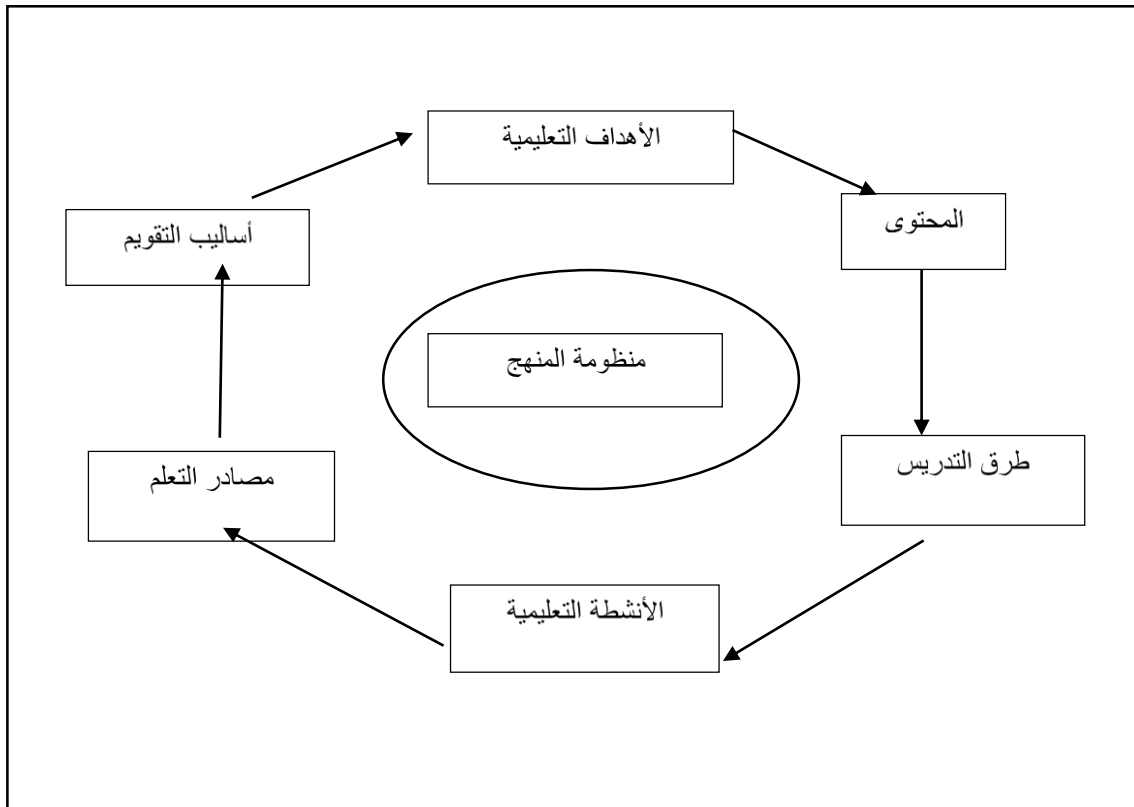 الأهداف التعليمية
المحتوى
أساليب التقويم
منظومة المنهج
طرق التدريس
مصادر التعلم
الأنشطة التعليمية